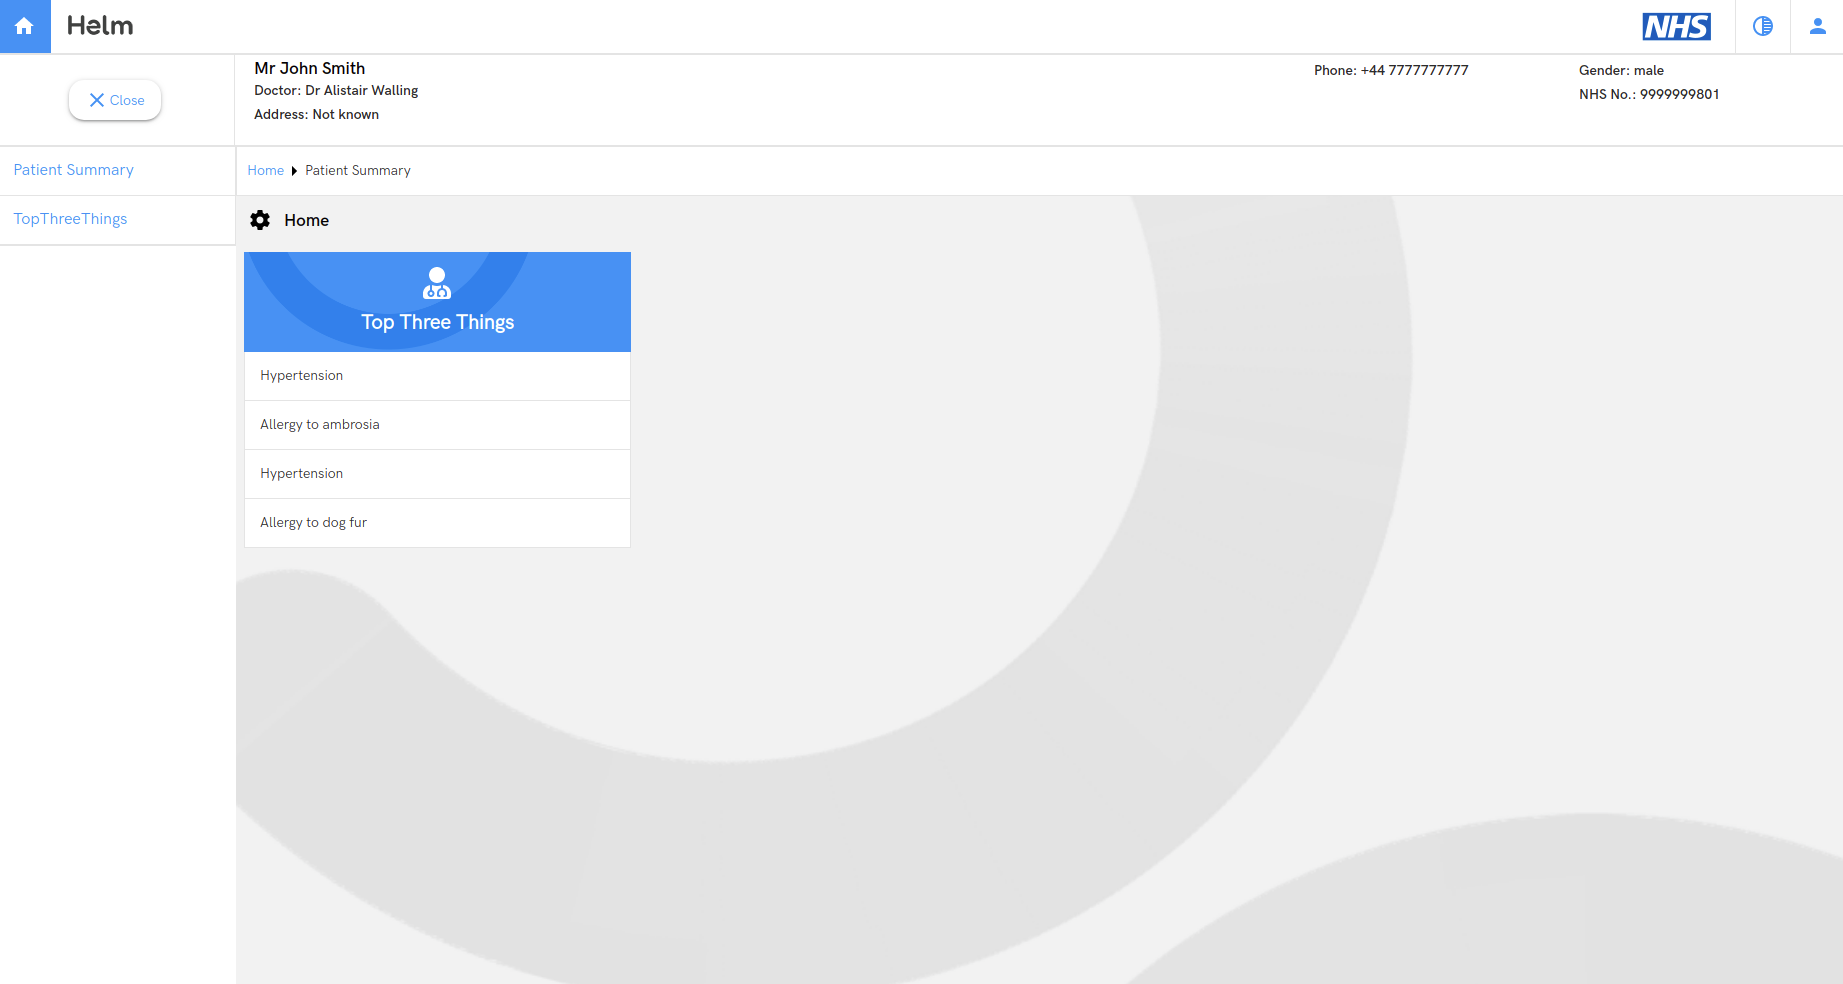 Helm
NHS
Close
Mr John Smith
Doctor: Dr Alistair Walling
Address: Not known
Phone: +44 7777777777
Gender: male
NHS No.: 9999999801
Patient Summary
TopThreeThings
Home Patient Summary
Home
Top Three Things
Hypertension
Allergy to ambrosia
Hypertension
Allergy to dog fur